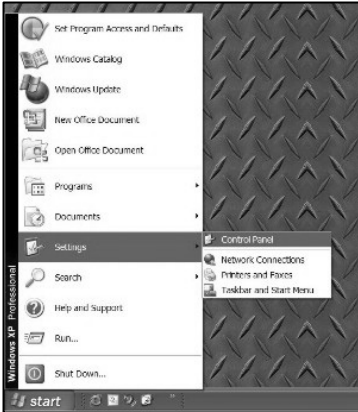 Set Program Access and Defaults
Windows Catalog
Windows Update
New Office Document
Open Office Document
Programs
Documents
Settings
Control Panel
Network Connections
Printers and Faxes
Taskbar and Start Menu
Search
Help and Support
Run...
Shut Down...
Windows XP Professional
start